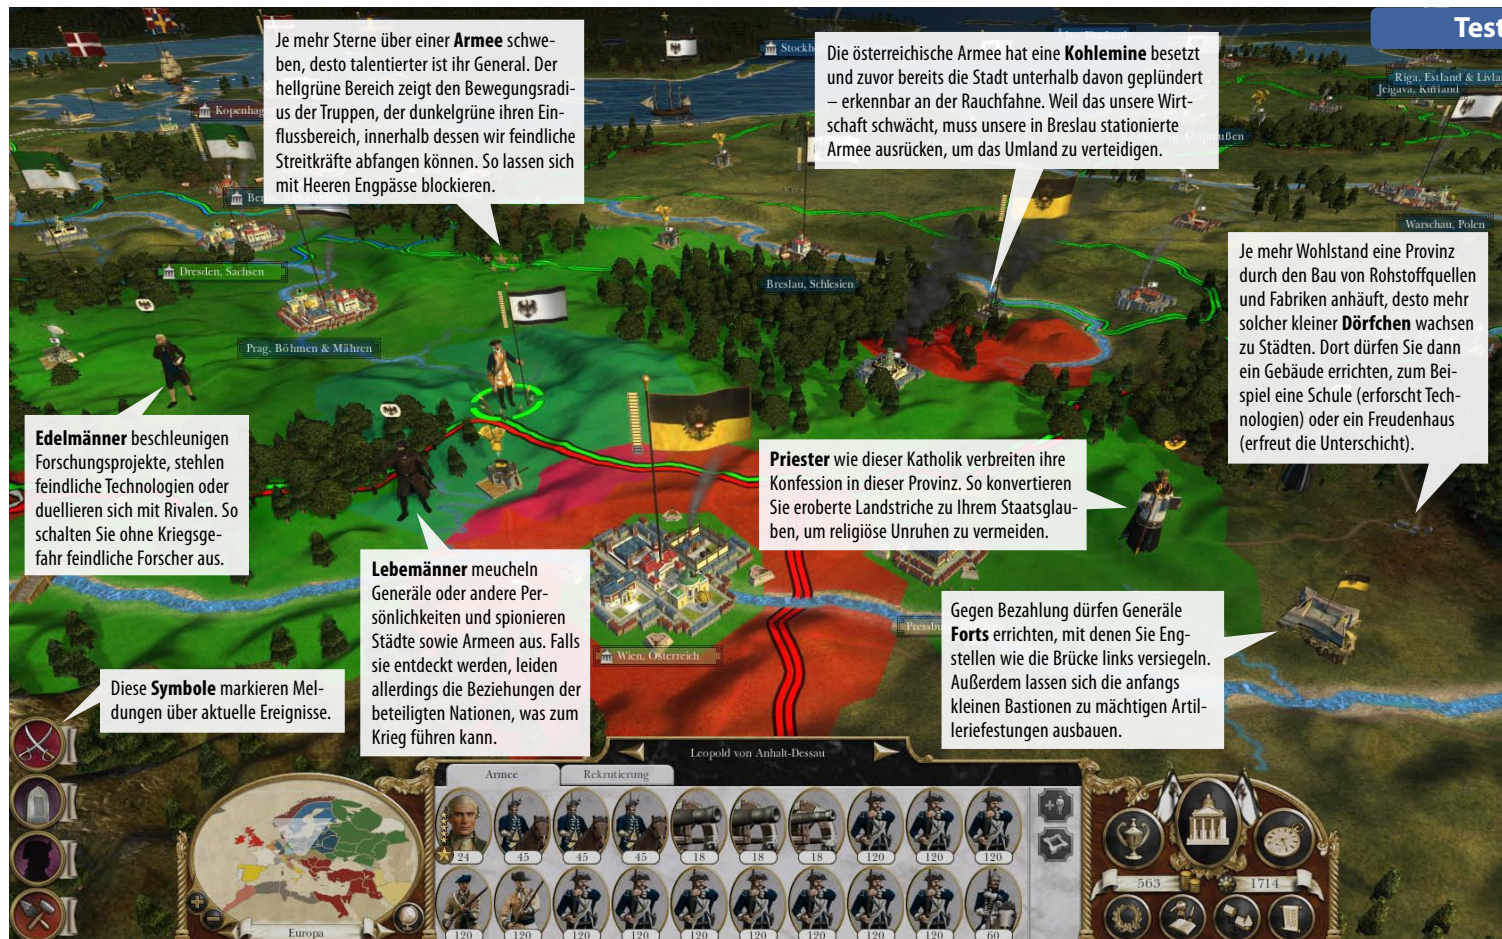 Test
Je mehr Sterne über einer Armee schwe-
ben, desto talentierter ist ihr General. Der
hellgrüne Bereich zeigt den Bewegungsradi-
us der Truppen, der dunkelgrüne ihren Ein-
flussbereich, innerhalb dessen wir feindliche
Streitkräfte abfangen können. So lassen sich
mit Heeren Engpässe blockieren.
Die österreichische Armee hat eine Kohlemine besetzt
und zuvor bereits die Stadt unterhalb davon geplündert
– erkennbar an der Rauchfahne. Weil das unsere Wirt-
schaft schwächt, muss unsere in Breslau stationierte
Armee ausrücken, um das Umland zu verteidigen.
Riga, Estland & Livla
Jelgava, Kurland
Warschau, Polen
Dresden, Sachsen
Breslau, Schlesien
Prag, Böhmen & Mähren
Je mehr Wohlstand eine Provinz
durch den Bau von Rohstoffquellen
und Fabriken anhäuft, desto mehr
solcher kleiner Dörfchen wachsen
zu Städten. Dort dürfen Sie dann
ein Gebäude errichten, zum Bei-
spiel eine Schule (erforscht Tech-
nologien) oder ein Freudenhaus
(erfreut die Unterschicht).
Edelmänner beschleunigen
Forschungsprojekte, stehlen
feindliche Technologien oder
duellieren sich mit Rivalen. So
schalten Sie ohne Kriegsge-
fahr feindliche Forscher aus.
Priester wie dieser Katholik verbreiten ihre
Konfession in dieser Provinz. So konvertieren
Sie eroberte Landstriche zu Ihrem Staatsglau-
ben, um religiöse Unruhen zu vermeiden.
Lebemänner meucheln
Generäle oder andere Per-
sönlichkeiten und spionieren
Städte sowie Armeen aus. Falls
sie entdeckt werden, leiden
allerdings die Beziehungen der
beteiligten Nationen, was zum
Krieg führen kann.
Gegen Bezahlung dürfen Generäle
Forts errichten, mit denen Sie Eng-
stellen wie die Brücke links versiegeln.
Außerdem lassen sich die anfangs
kleinen Bastionen zu mächtigen Artil-
leriefestungen ausbauen.
Wien, Österreich
Diese Symbole markieren Mel-
dungen über aktuelle Ereignisse.
Leopold von Anhalt-Dessau
Armee Rekrutierung
24 45 45 45 18 18 18 120 120 120
563 1714
120 120 120 120 120 120 120 120 120 60
Europa